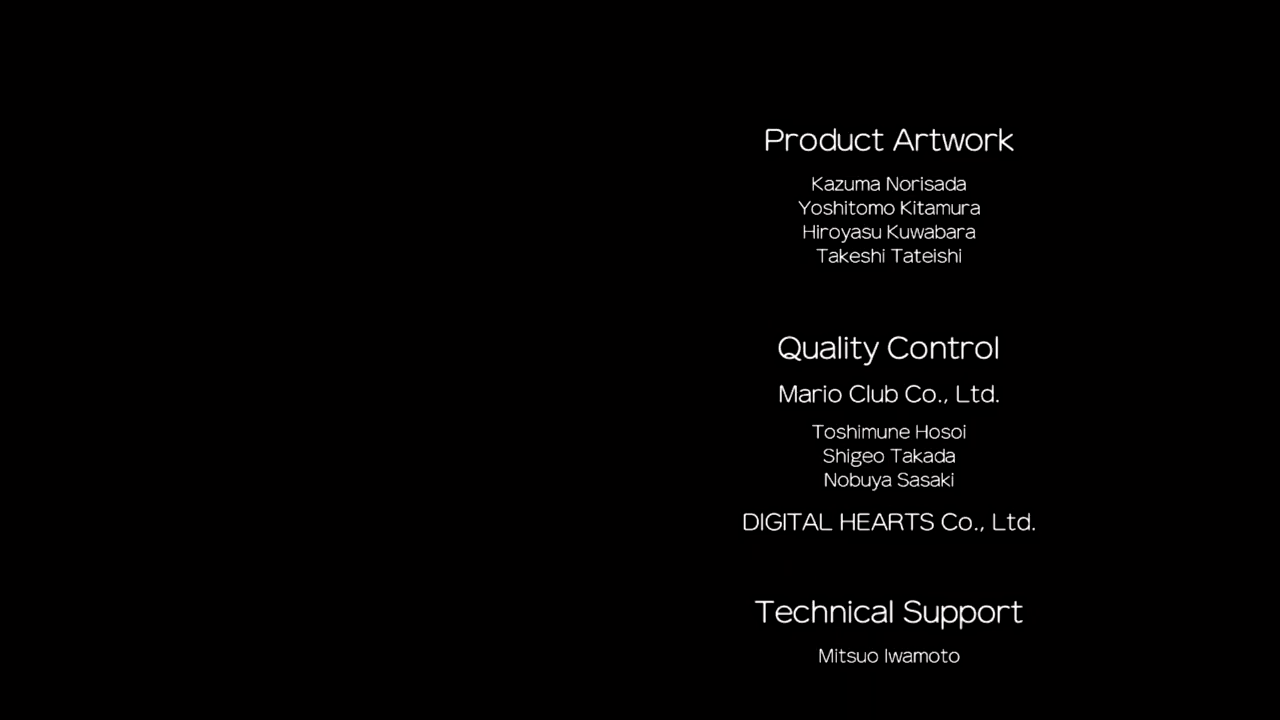 Product Artwork
Kazuma Norisada
Yoshitomo Kitamura
Hiroyasu Kuwabara
Takeshi Tateishi
Quality Control
Mario Club Co., Ltd.
Toshimune Hosoi
Shigeo Takada
Nobuya Sasaki
DIGITAL HEARTS Co., Ltd.
Technical Support
Mitsuo Iwamoto